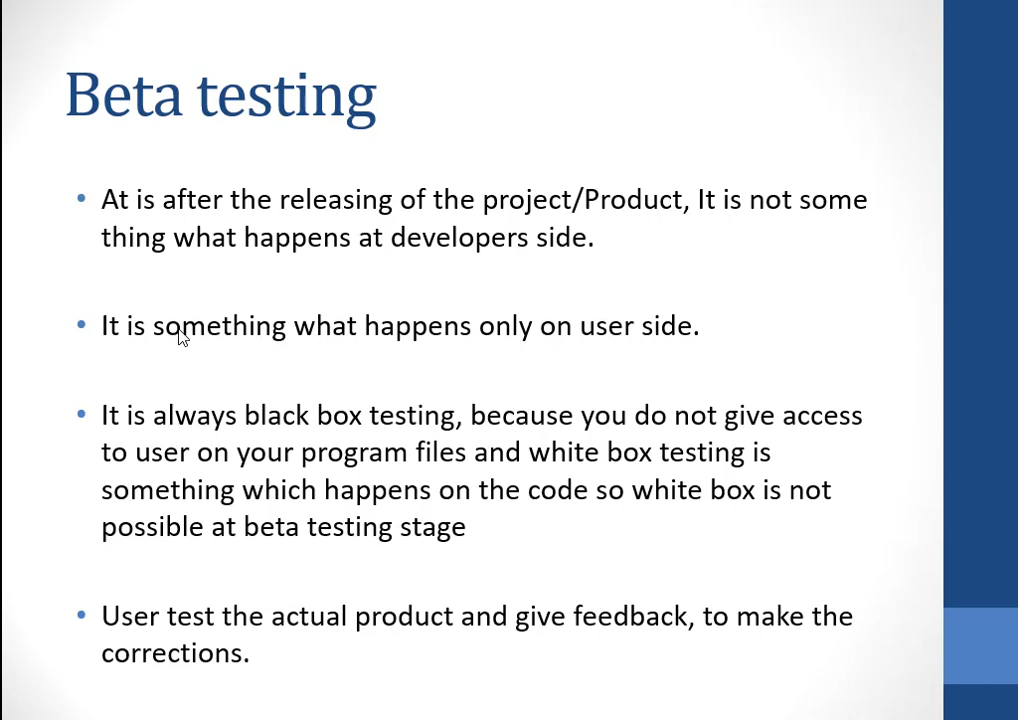 Beta testing
• At is after the releasing of the project/Product, It is not some
thing what happens at developers side.
• It is something what happens only on user side.
• It is always black box testing, because you do not give access
to user on your program files and white box testing is
something which happens on the code so white box is not
possible at beta testing stage
• User test the actual product and give feedback, to make the
corrections.